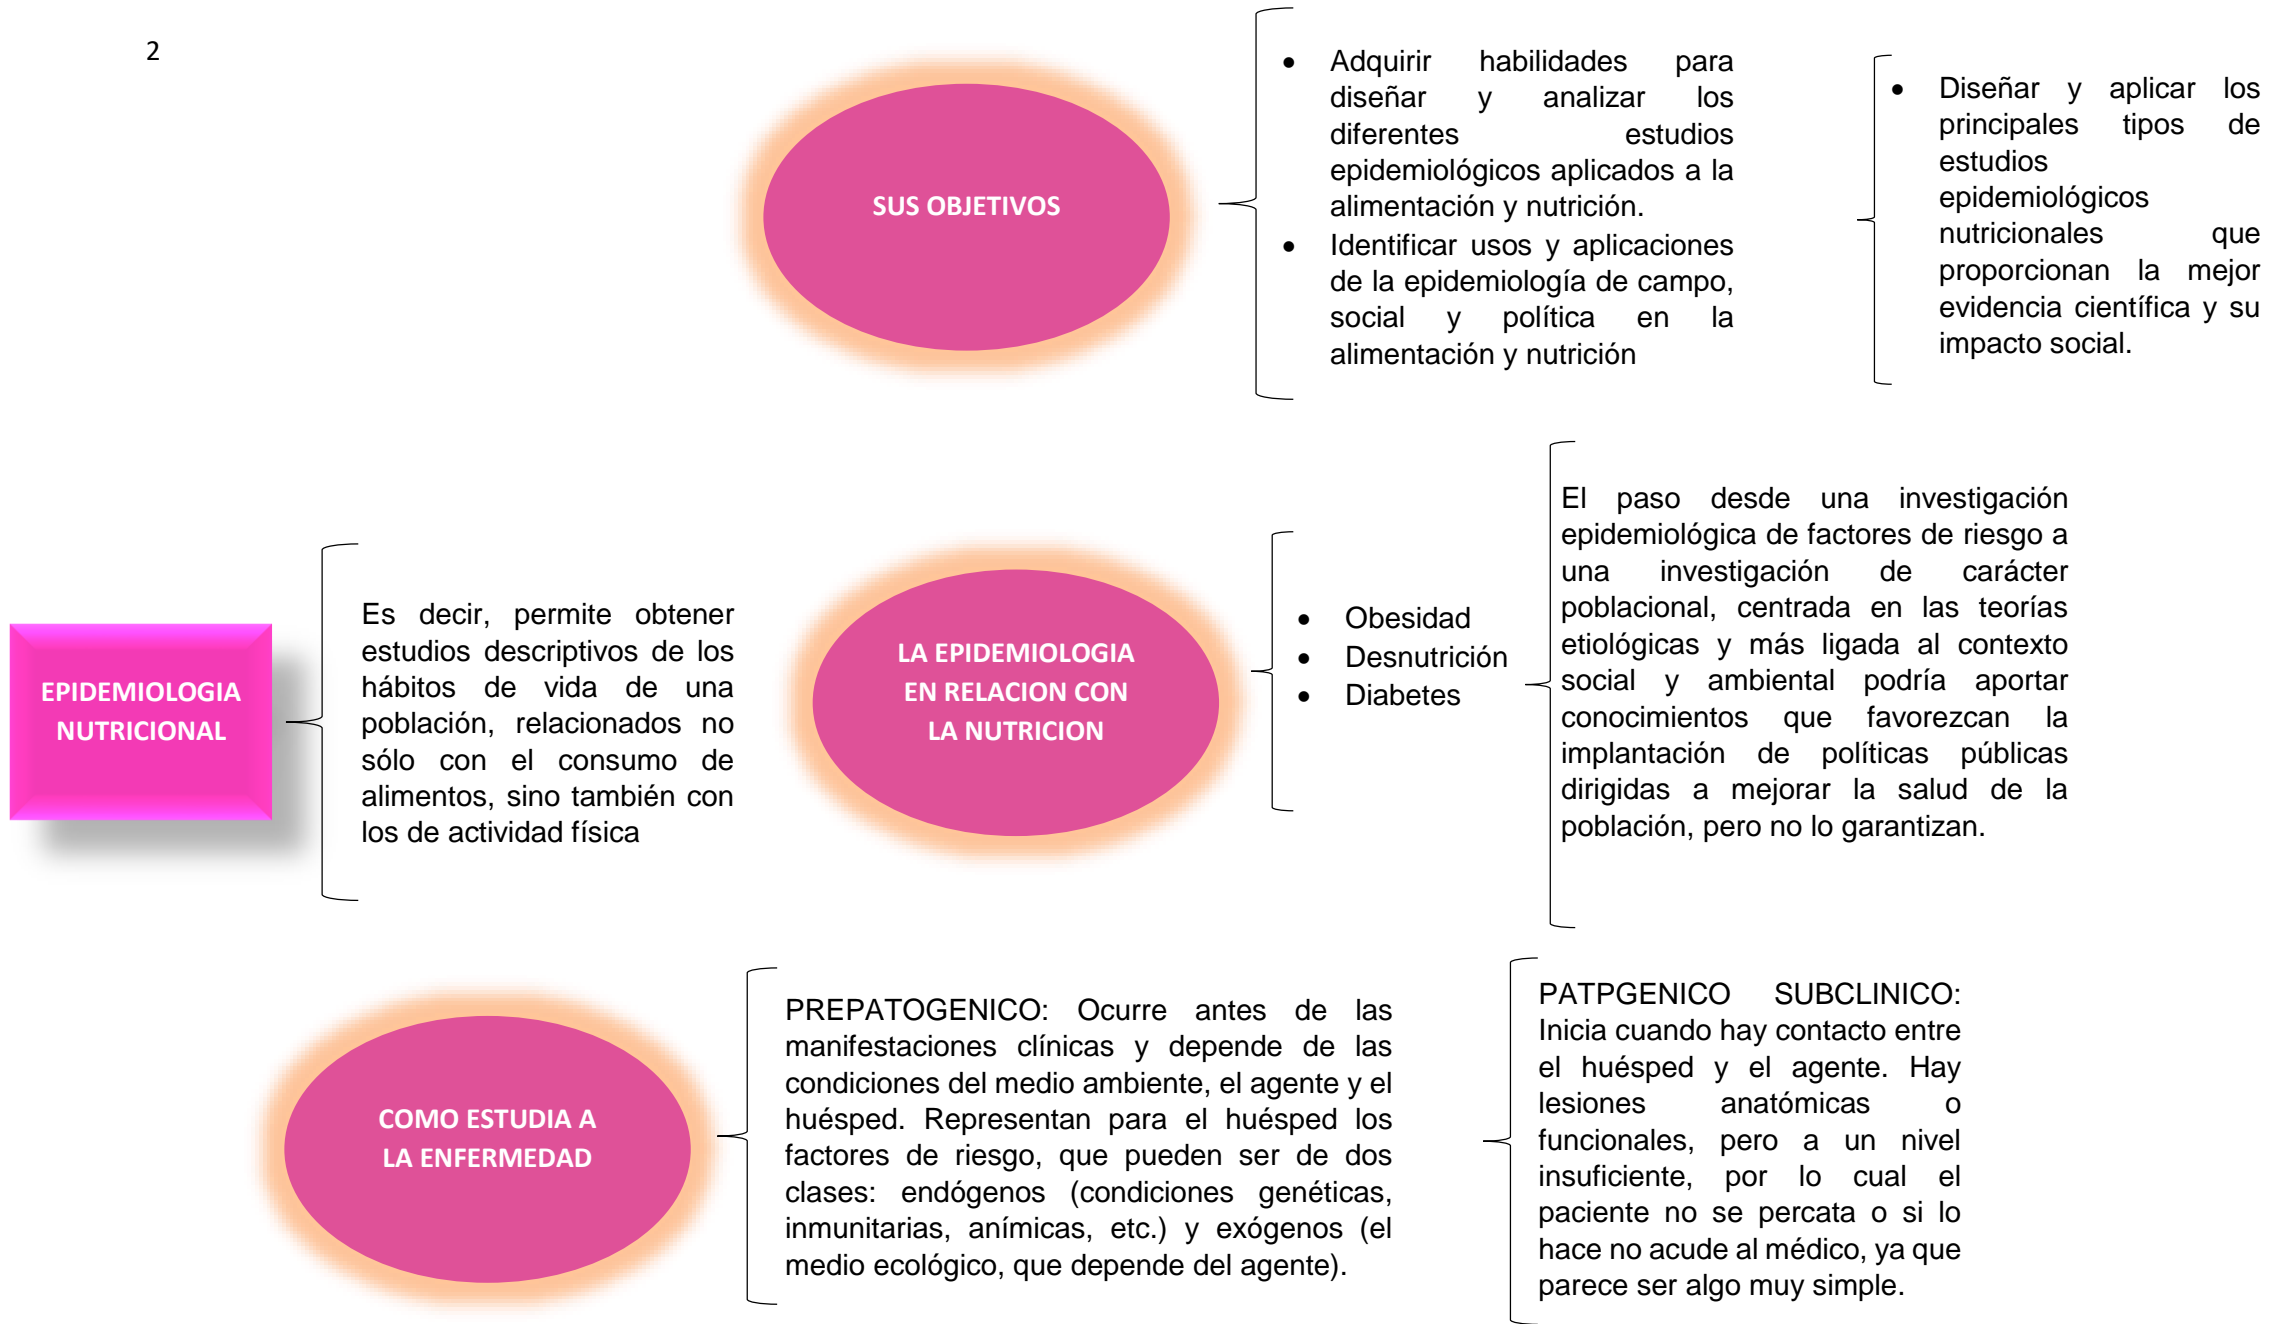 2
SUS OBJETIVOS
• Adquirir habilidades para
diseñar y analizar los
diferentes estudios
epidemiológicos aplicados a la
alimentación y nutrición.
• Identificar usos y aplicaciones
de la epidemiología de campo,
social y política en la
alimentación y nutrición
• Diseñar y aplicar los
principales tipos de
estudios
epidemiológicos
nutricionales que
proporcionan la mejor
evidencia científica y su
impacto social.
EPIDEMIOLOGIA
NUTRICIONAL
Es decir, permite obtener
estudios descriptivos de los
hábitos de vida de una
población, relacionados no
sólo con el consumo de
alimentos, sino también con
los de actividad física
LA EPIDEMIOLOGIA
EN RELACION CON
LA NUTRICION
• Obesidad
• Desnutrición
• Diabetes
El paso desde una investigación
epidemiológica de factores de riesgo a
una investigación de carácter
poblacional, centrada en las teorías
etiológicas y más ligada al contexto
social y ambiental podría aportar
conocimientos que favorezcan la
implantación de políticas públicas
dirigidas a mejorar la salud de la
población, pero no lo garantizan.
COMO ESTUDIA A
LA ENFERMEDAD
PREPATOGENICO: Ocurre antes de las
manifestaciones clínicas y depende de las
condiciones del medio ambiente, el agente y el
huésped. Representan para el huésped los
factores de riesgo, que pueden ser de dos
clases: endógenos (condiciones genéticas,
inmunitarias, anímicas, etc.) y exógenos (el
medio ecológico, que depende del agente).
PATPGENICO SUBCLINICO:
Inicia cuando hay contacto entre
el huésped y el agente. Hay
lesiones anatómicas o
funcionales, pero a un nivel
insuficiente, por lo cual el
paciente no se percata o si lo
hace no acude al médico, ya que
parece ser algo muy simple.